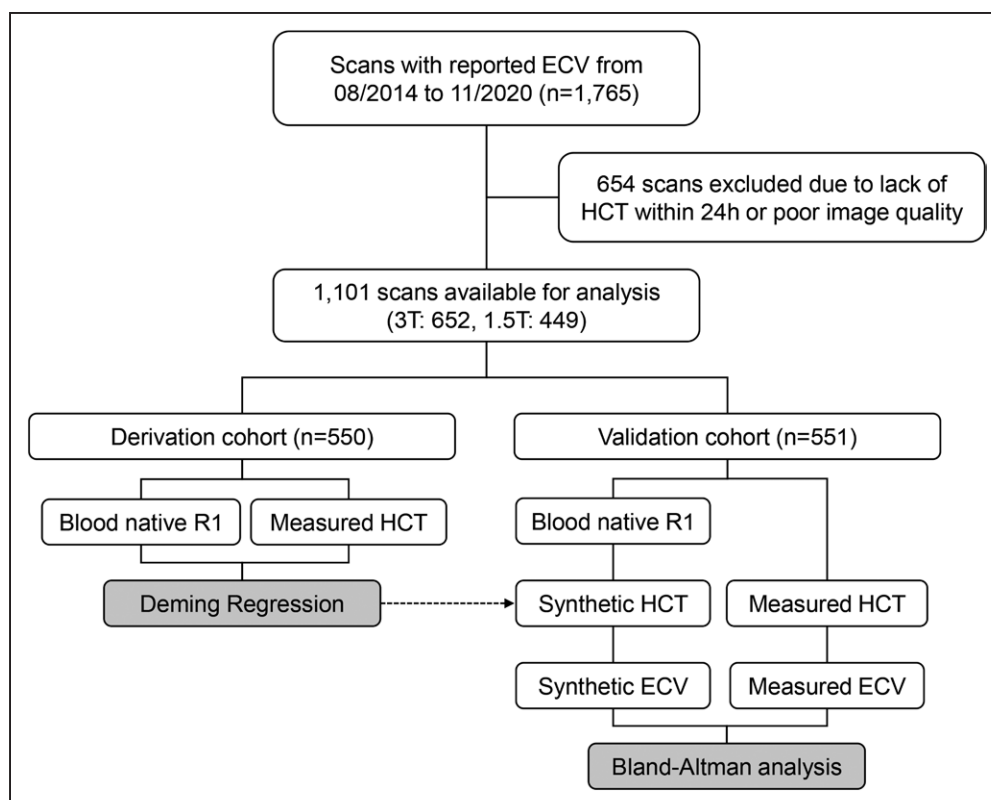 Scans with reported ECV from
08/2014 to 11/2020 (n=1,765)
654 scans excluded due to lack of
HCT within 24h or poor image quality
1,101 scans available for analysis
(3T: 652, 1.5T: 449)
Derivation cohort (n=550)
Validation cohort (n=551)
Blood native R1
Measured HCT
Blood native R1
Deming Regression
Synthetic HCT
Measured HCT
Synthetic ECV
Measured ECV
Bland-Altman analysis